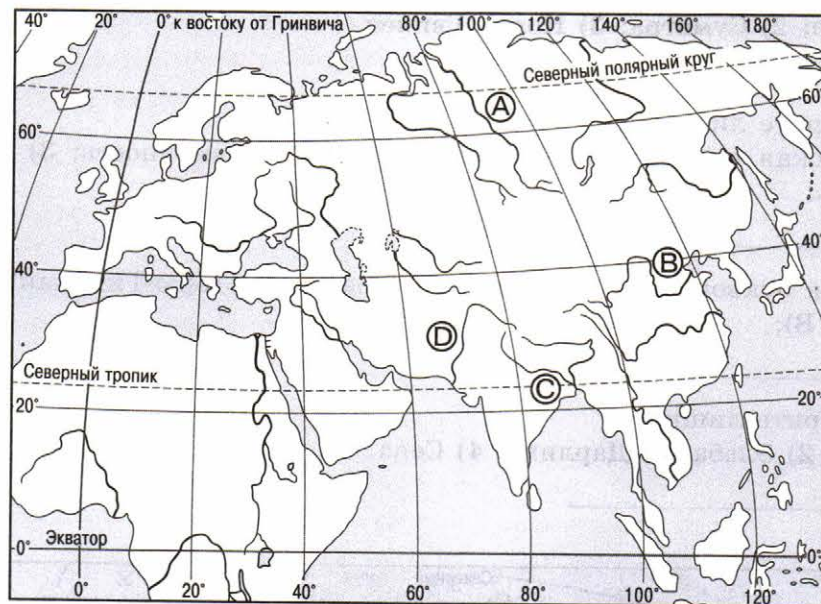 20° 0° к востоку от Гринвича 80° 100° 120° 140° 160° 180°
Северный полярный круг
A
60° 60°
40° B 40°
D
Северный тропик C
20° 20°
Экватор
0° 0°
0° 20° 40° 60° 80° 100° 120°
4)